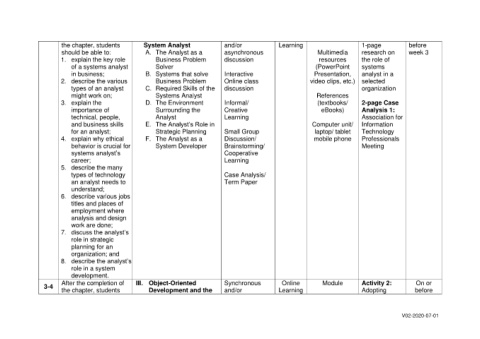 the chapter, students
should be able to:
1. explain the key role
of a systems analyst
in business;
2. describe the various
types of an analyst
might work on;
3. explain the
importance of
technical, people,
and business skills
for an analyst;
4. explain why ethical
behavior is crucial for
systems analyst's
career;
5. describe the many
types of technology
an analyst needs to
understand;
6. describe various jobs
titles and places of
employment where
analysis and design
work are done;
7. discuss the analyst's
role in strategic
planning for an
organization; and
8. describe the analyst's
role in a system
development.
System Analyst
A. The Analyst as a
Business Problem
Solver
B. Systems that solve
Business Problem
C. Required Skills of the
Systems Analyst
D. The Environment
Surrounding the
Analyst
E. The Analyst's Role in
Strategic Planning
F. The Analyst as a
System Developer
and/or
asynchronous
discussion
Interactive
Online class
discussion
Informal/
Creative
Learning
Small Group
Discussion/
Brainstorming/
Cooperative
Learning
Case Analysis/
Term Paper
Learning
Multimedia
resources
(PowerPoint
Presentation,
video clips, etc.)
References
(textbooks/
eBooks)
Computer unit/
laptop/ tablet
mobile phone
1-page
research on
the role of
systems
analyst in a
selected
organization
2-page Case
Analysis 1:
Association for
Information
Technology
Professionals
Meeting
before
week 3
3-4
After the completion of
the chapter, students
III. Object-Oriented
Development and the
Synchronous
and/or
Online
Learning
Module
Activity 2:
Adopting
On or
before
V02-2020-07-01